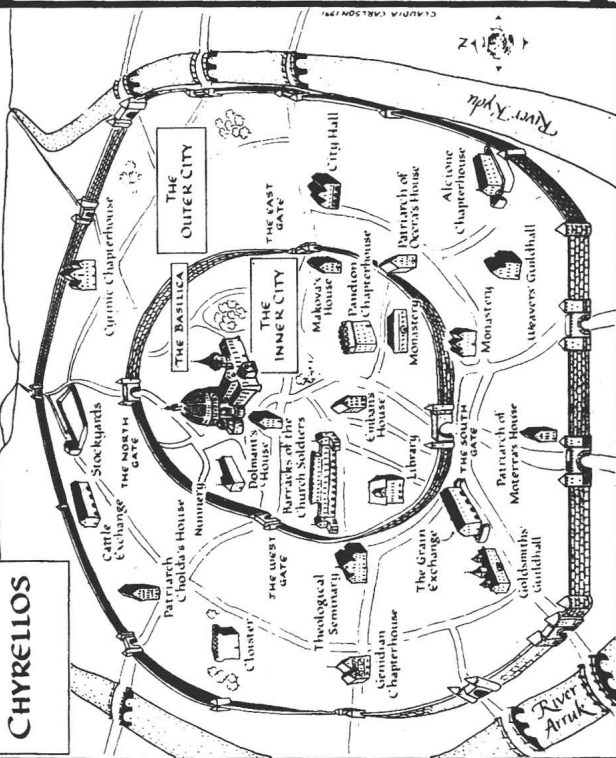 CHYRELLOS
CLAUDIA CARLSON 1991
N
River Kydu
THE
OUTER CITY
City Hall
Alcione
Chapterhouse
Cyrinic Chapterhouse
THE EAST
GATE
Patriarch of
Ocera's House
THE BASILICA
THE
INNER CITY
Makova's
House
Pandion
Chapterhouse
Monastery
Weavers' Guildhall
Monastery
Stockyards
THE NORTH
GATE
Nunnery
Dolmant's
House
Barracks of the
Church Soldiers
Emban's
House
Library
THE SOUTH
GATE
Patriarch of
Moterra's House
Cattle
Exchange
Patriarch
Cholda's House
THE WEST
GATE
Theological
Seminary
The Grain
Exchange
Goldsmiths'
Guildhall
Cloister
Genidian
Chapterhouse
River
Arruk